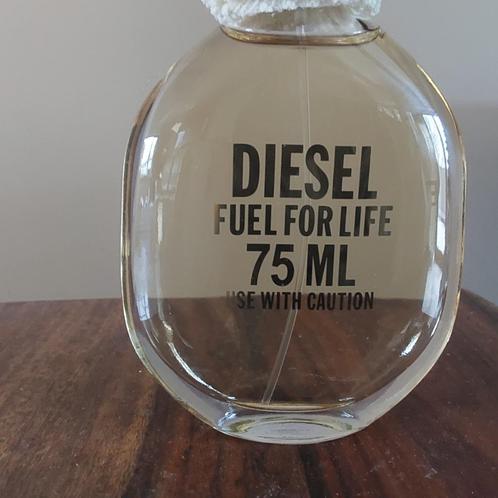 DIESEL
FUEL FOR LIFE
75 ML
USE WITH CAUTION